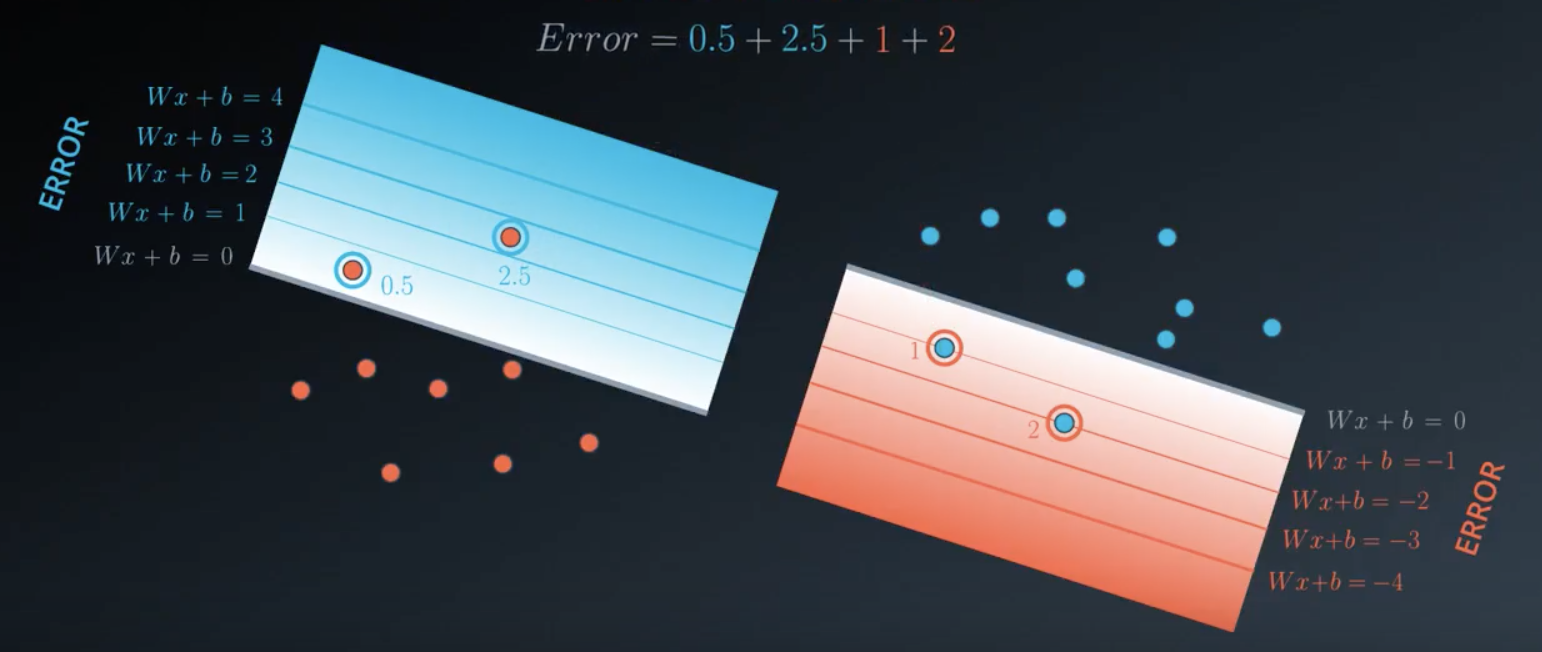 Error = 0.5 + 2.5 + 1 + 2
ERROR
Wx + b = 4
Wx + b = 3
Wx + b = 2
Wx + b = 1
Wx + b = 0
0.5
2.5
1
2
Wx + b = 0
Wx + b = −1
Wx+b = −2
Wx+b = −3
Wx+b = −4
ERROR